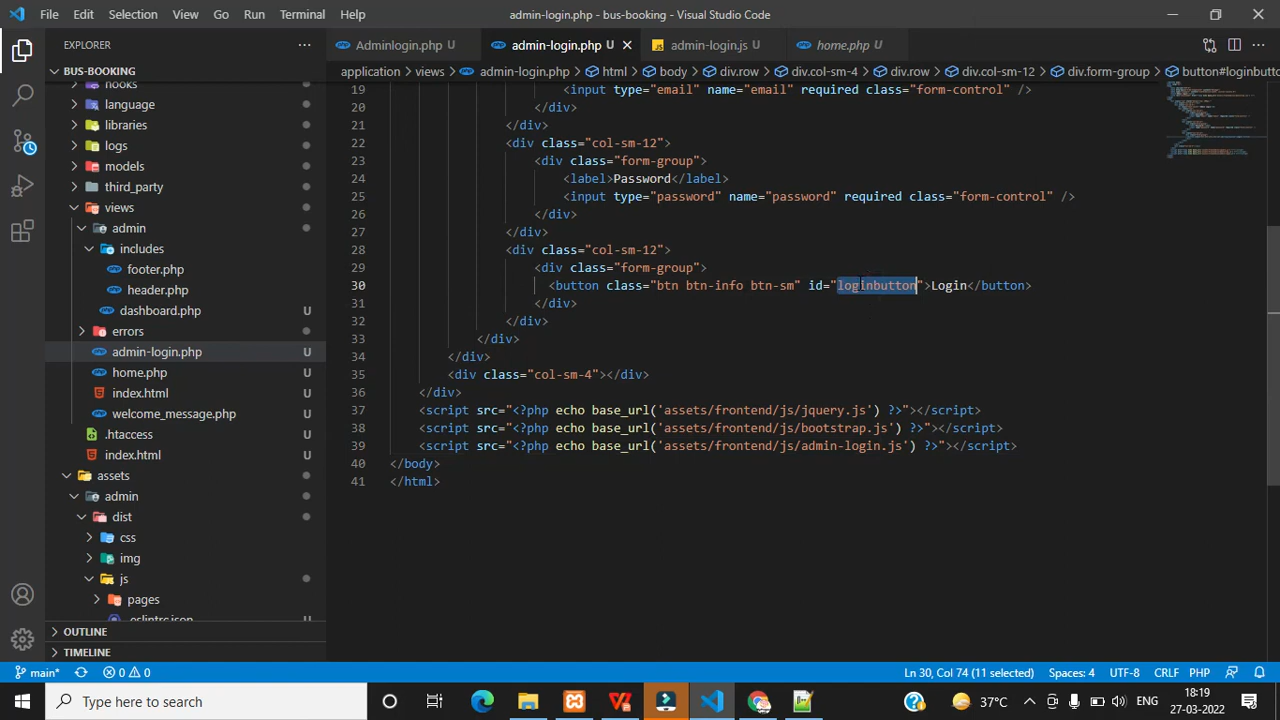 File Edit Selection View Go Run Terminal Help admin-login.php - bus-booking - Visual Studio Code
EXPLORER
Adminlogin.php U admin-login.php U admin-login.js U home.php U
BUS-BOOKING
application > views > admin-login.php > html > body > div.row > div.col-sm-4 > div.row > div.col-sm-12 > div.form-group > button#loginbutto
hooks
language
libraries
logs
models
third_party
views
admin
includes
footer.php U
header.php U
dashboard.php U
errors
admin-login.php U
home.php U
index.html U
welcome_message.php U
.htaccess U
index.html U
assets
admin
dist
css
img
js
pages
.eslintrc.json U
OUTLINE
TIMELINE
19 <input type="email" name="email" required class="form-control" />
20 </div>
21 </div>
22 <div class="col-sm-12">
23 <div class="form-group">
24 <label>Password</label>
25 <input type="password" name="password" required class="form-control" />
26 </div>
27 </div>
28 <div class="col-sm-12">
29 <div class="form-group">
30 <button class="btn btn-info btn-sm" id="loginbutton">Login</button>
31 </div>
32 </div>
33 </div>
34 </div>
35 <div class="col-sm-4"></div>
36 </div>
37 <script src="<?php echo base_url('assets/frontend/js/jquery.js') ?>"></script>
38 <script src="<?php echo base_url('assets/frontend/js/bootstrap.js') ?>"></script>
39 <script src="<?php echo base_url('assets/frontend/js/admin-login.js') ?>"></script>
40 </body>
41 </html>
main* 0 0 Ln 30, Col 74 (11 selected) Spaces: 4 UTF-8 CRLF PHP
Type here to search
37°C ENG
18:19
27-03-2022